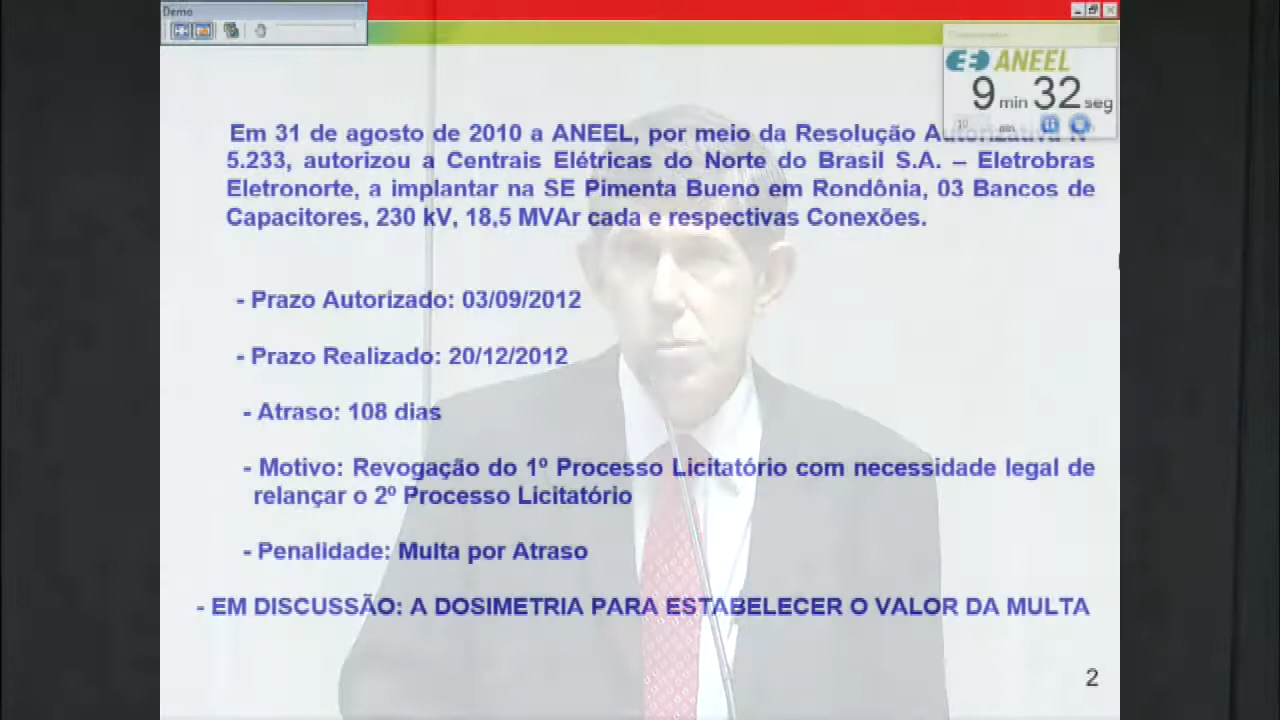 Demo
ANEEL
9 min 32 seg
10 min
Em 31 de agosto de 2010 a ANEEL, por meio da Resolução Autorizativa Nº
5.233, autorizou a Centrais Elétricas do Norte do Brasil S.A. – Eletrobras
Eletronorte, a implantar na SE Pimenta Bueno em Rondônia, 03 Bancos de
Capacitores, 230 kV, 18,5 MVAr cada e respectivas Conexões.
- Prazo Autorizado: 03/09/2012
- Prazo Realizado: 20/12/2012
- Atraso: 108 dias
- Motivo: Revogação do 1º Processo Licitatório com necessidade legal de
relançar o 2º Processo Licitatório
- Penalidade: Multa por Atraso
- EM DISCUSSÃO: A DOSIMETRIA PARA ESTABELECER O VALOR DA MULTA
2